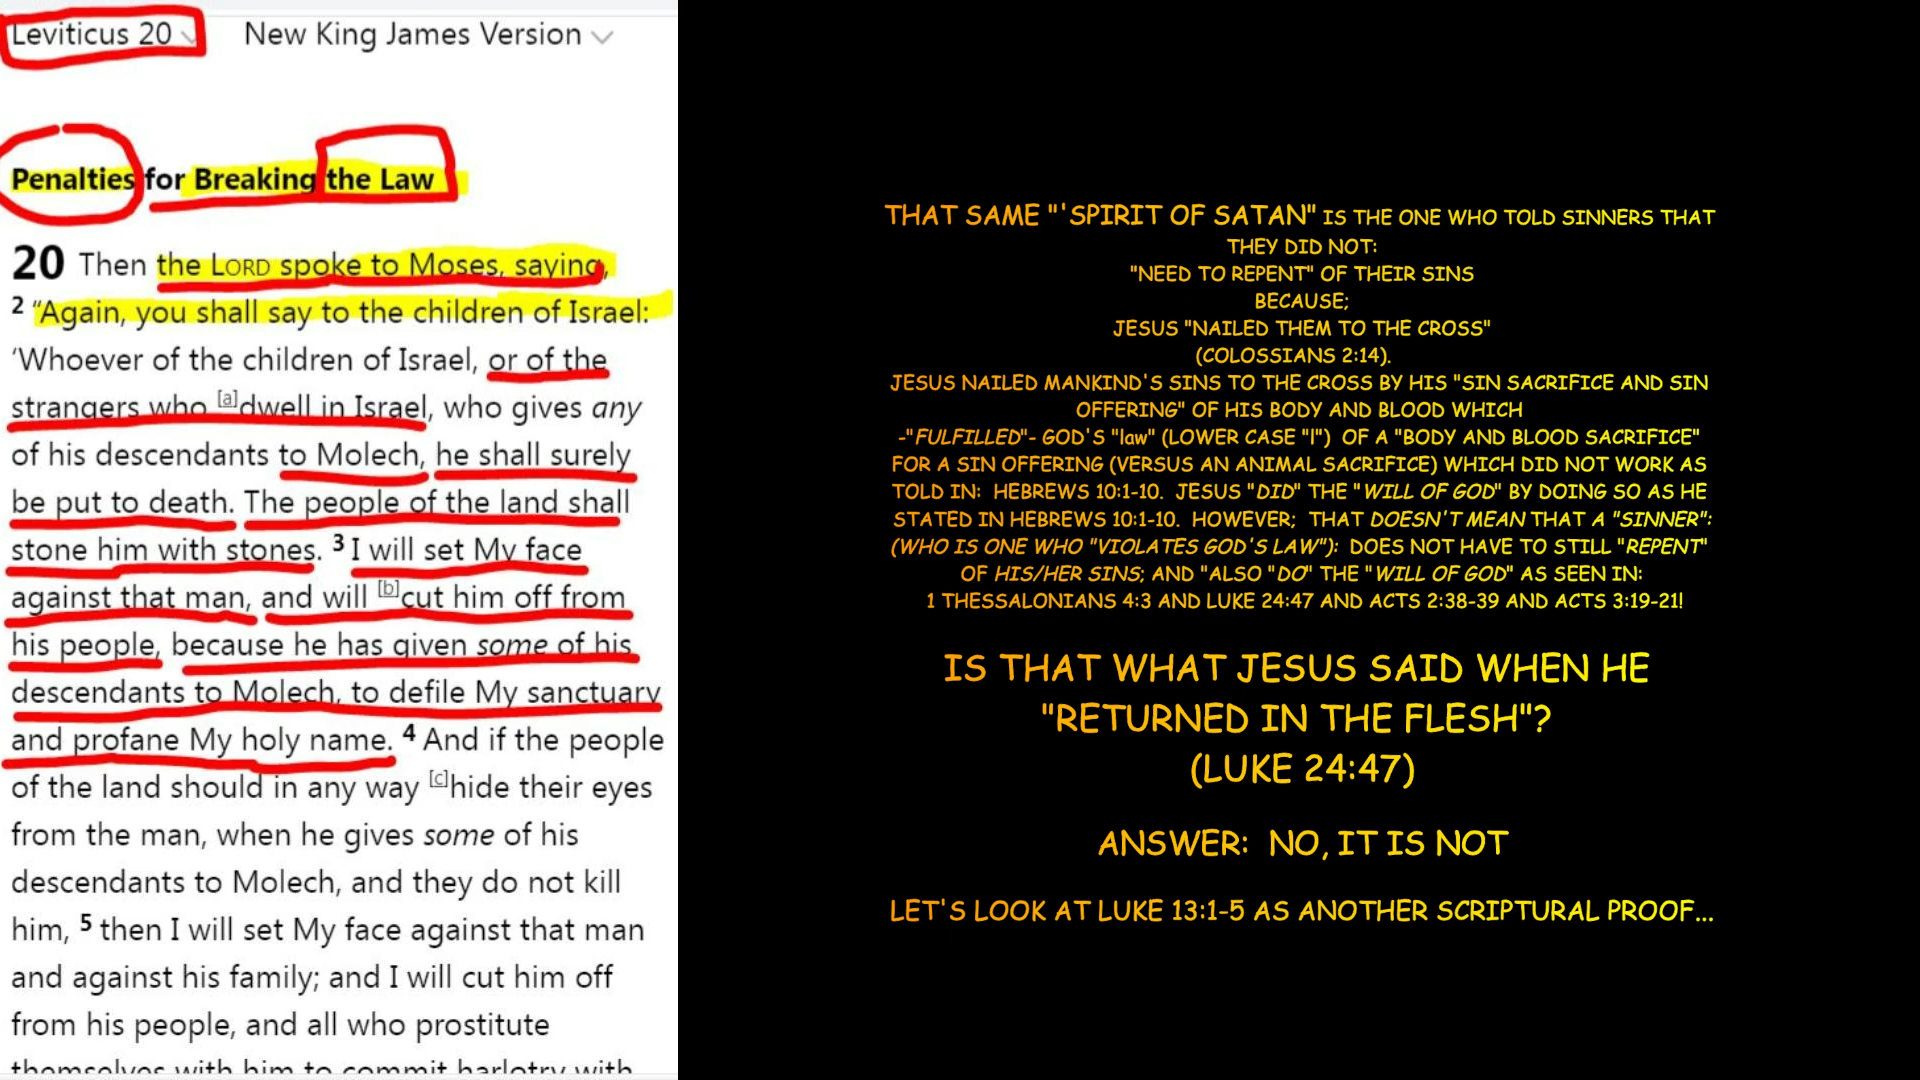 Leviticus 20 New King James Version
Penalties for Breaking the Law
20 Then the LORD spoke to Moses, saying,
2 “Again, you shall say to the children of Israel:
‘Whoever of the children of Israel, or of the
strangers who [a]dwell in Israel, who gives any
of his descendants to Molech, he shall surely
be put to death. The people of the land shall
stone him with stones. 3 I will set My face
against that man, and will [b]cut him off from
his people, because he has given some of his
descendants to Molech, to defile My sanctuary
and profane My holy name. 4 And if the people
of the land should in any way [c]hide their eyes
from the man, when he gives some of his
descendants to Molech, and they do not kill
him, 5 then I will set My face against that man
and against his family; and I will cut him off
from his people, and all who prostitute
themselves with him to commit harlotry with
THAT SAME "'SPIRIT OF SATAN" IS THE ONE WHO TOLD SINNERS THAT
THEY DID NOT:
"NEED TO REPENT" OF THEIR SINS
BECAUSE;
JESUS "NAILED THEM TO THE CROSS"
(COLOSSIANS 2:14).
JESUS NAILED MANKIND'S SINS TO THE CROSS BY HIS "SIN SACRIFICE AND SIN
OFFERING" OF HIS BODY AND BLOOD WHICH
-"FULFILLED"- GOD'S "law" (LOWER CASE "l") OF A "BODY AND BLOOD SACRIFICE"
FOR A SIN OFFERING (VERSUS AN ANIMAL SACRIFICE) WHICH DID NOT WORK AS
TOLD IN: HEBREWS 10:1-10. JESUS "DID" THE "WILL OF GOD" BY DOING SO AS HE
STATED IN HEBREWS 10:1-10. HOWEVER; THAT DOESN'T MEAN THAT A "SINNER":
(WHO IS ONE WHO "VIOLATES GOD'S LAW"): DOES NOT HAVE TO STILL "REPENT"
OF HIS/HER SINS; AND "ALSO "DO" THE "WILL OF GOD" AS SEEN IN:
1 THESSALONIANS 4:3 AND LUKE 24:47 AND ACTS 2:38-39 AND ACTS 3:19-21!
IS THAT WHAT JESUS SAID WHEN HE
"RETURNED IN THE FLESH"?
(LUKE 24:47)
ANSWER: NO, IT IS NOT
LET'S LOOK AT LUKE 13:1-5 AS ANOTHER SCRIPTURAL PROOF...